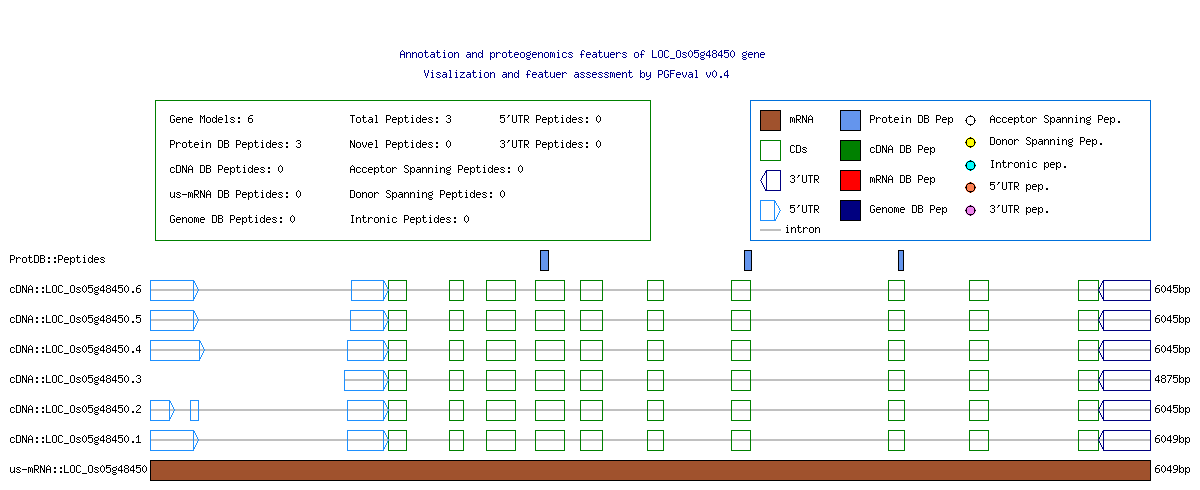 Annotation and proteogenomics featuers of LOC_Os05g48450 gene
Visalization and featuer assessment by PGFeval v0.4
Gene Models: 6 Total Peptides: 3 5'UTR Peptides: 0
Protein DB Peptides: 3 Novel Peptides: 0 3'UTR Peptides: 0
cDNA DB Peptides: 0 Acceptor Spanning Peptides: 0
us-mRNA DB Peptides: 0 Donor Spanning Peptides: 0
Genome DB Peptides: 0 Intronic Peptides: 0
mRNA Protein DB Pep Acceptor Spanning Pep.
CDs cDNA DB Pep Donor Spanning Pep.
3'UTR mRNA DB Pep Intronic pep.
5'UTR Genome DB Pep 5'UTR pep.
intron 3'UTR pep.
ProtDB::Peptides
cDNA::LOC_Os05g48450.6 6045bp
cDNA::LOC_Os05g48450.5 6045bp
cDNA::LOC_Os05g48450.4 6045bp
cDNA::LOC_Os05g48450.3 4875bp
cDNA::LOC_Os05g48450.2 6045bp
cDNA::LOC_Os05g48450.1 6049bp
us-mRNA::LOC_Os05g48450 6049bp